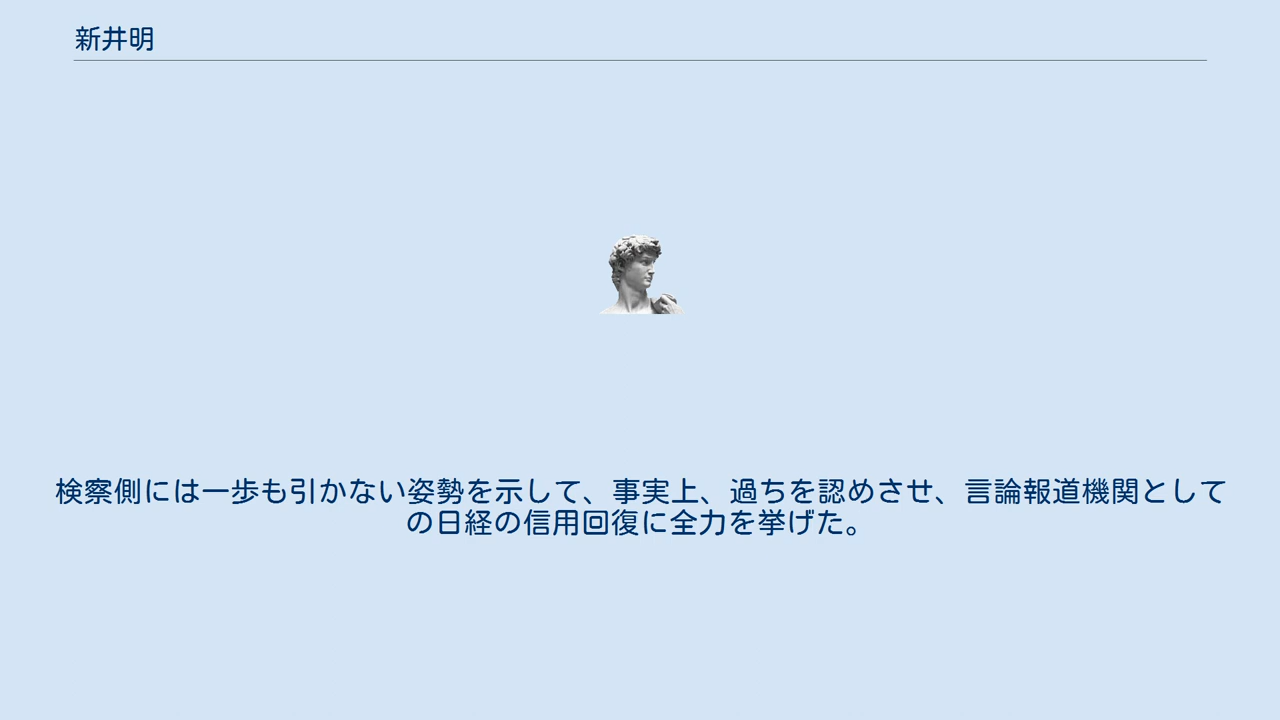 新井明
検察側には一歩も引かない姿勢を示して、事実上、過ちを認めさせ、言論報道機関として
の日経の信用回復に全力を挙げた。